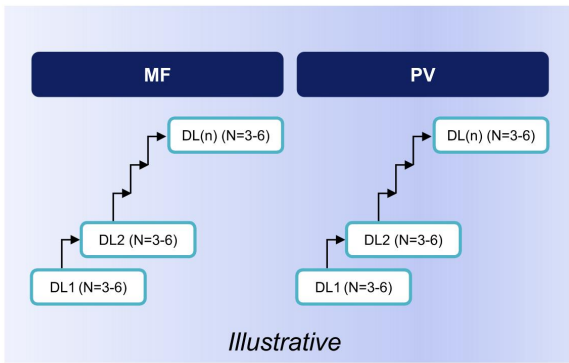 MF
PV
DL(n) (N=3-6)
DL(n) (N=3-6)
DL2 (N=3-6)
DL2 (N=3-6)
DL1 (N=3-6)
DL1 (N=3-6)
Illustrative